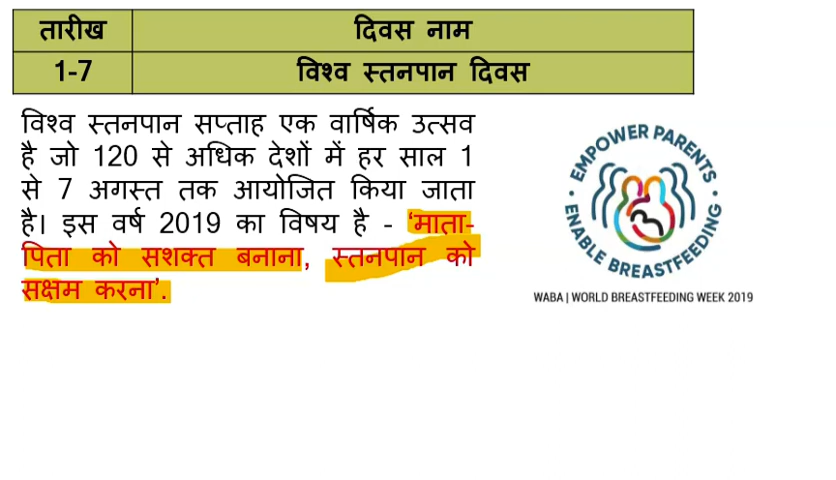 तारीख दिवस नाम
1-7 विश्व स्तनपान दिवस
विश्व स्तनपान सप्ताह एक वार्षिक उत्सव
है जो 120 से अधिक देशों में हर साल 1
से 7 अगस्त तक आयोजित किया जाता
है। इस वर्ष 2019 का विषय है - ‘माता-
पिता को सशक्त बनाना, स्तनपान को
सक्षम करना’.
EMPOWER PARENTS
ENABLE BREASTFEEDING
WABA | WORLD BREASTFEEDING WEEK 2019